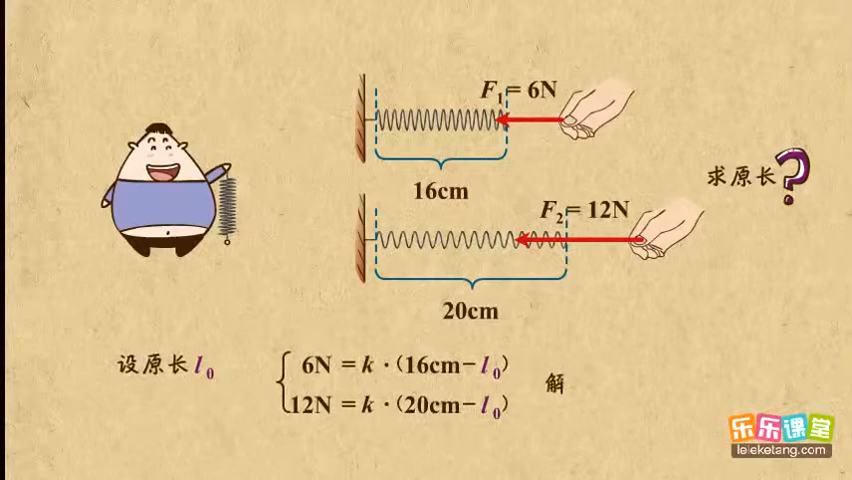 F₁= 6N
16cm
求原长?
F₂= 12N
20cm
设原长 l₀
6N = k·(16cm-l₀)
12N = k·(20cm-l₀)
解
乐乐课堂
leleketang.com